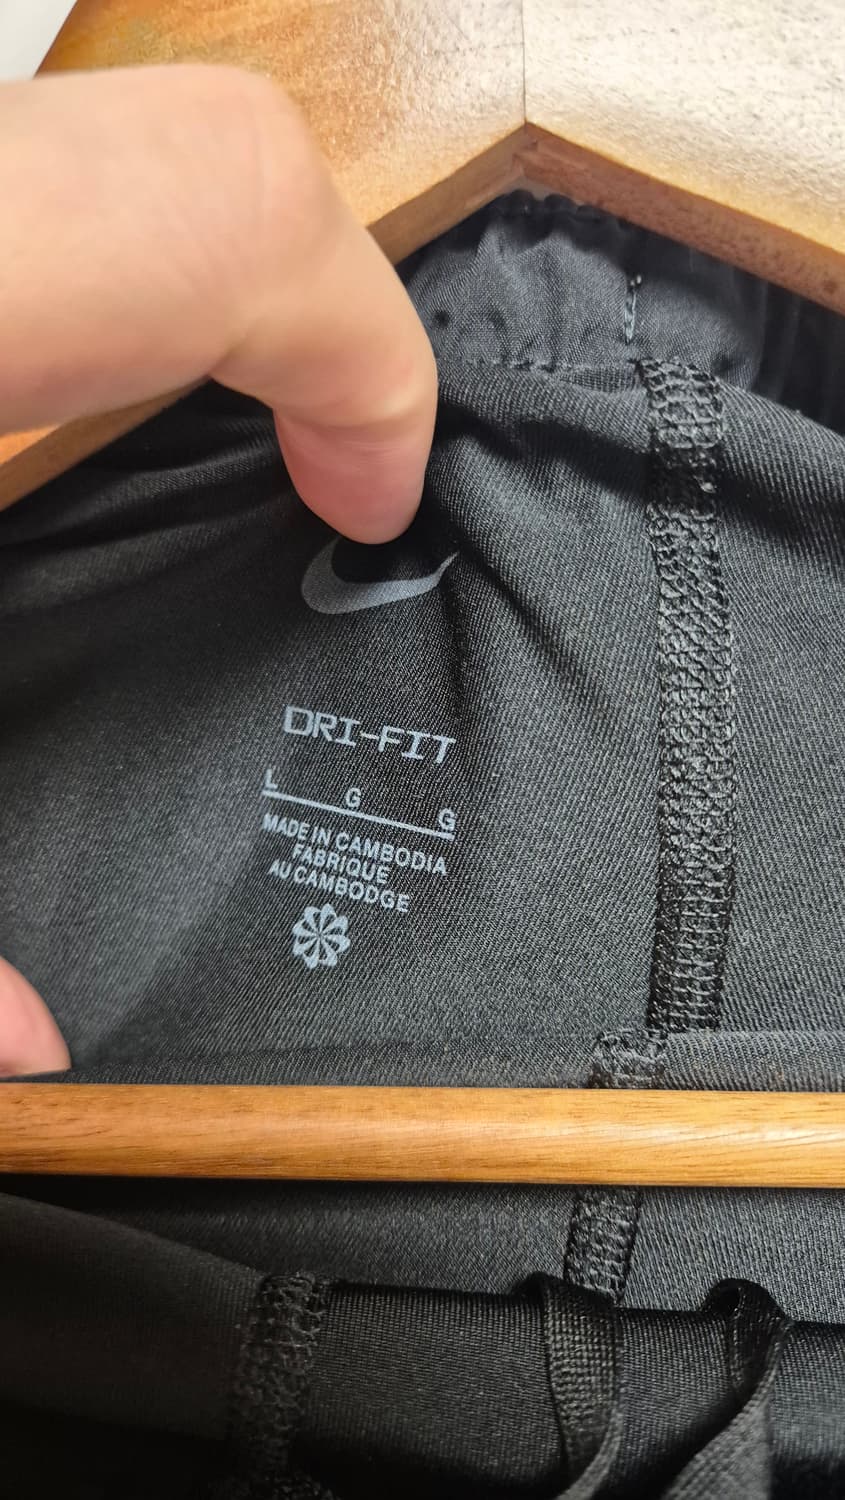 DRI-FIT
L G G
MADE IN CAMBODIA
FABRIQUE
AU CAMBODGE